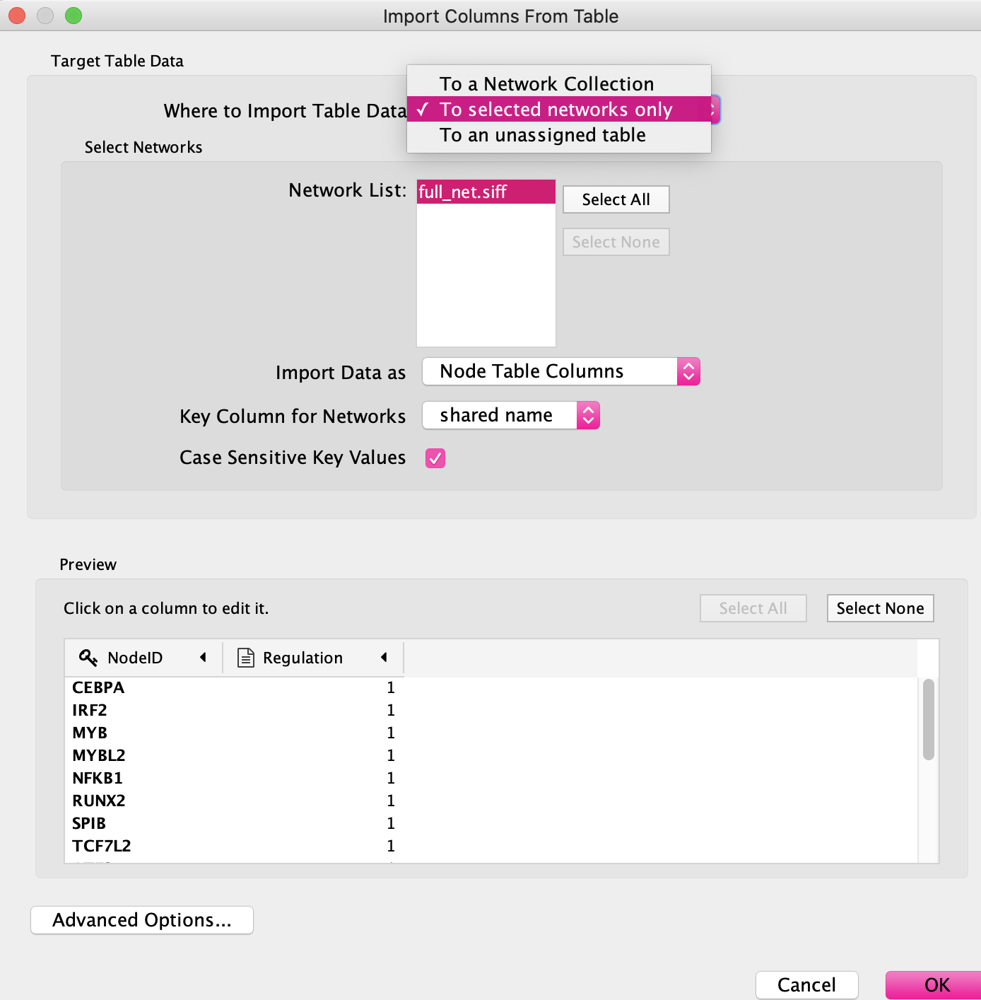 Import Columns From Table
Target Table Data
Where to Import Table Data
To a Network Collection
✓ To selected networks only
To an unassigned table
Select Networks
Network List:
full_net.siff
Select All
Select None
Import Data as
Node Table Columns
Key Column for Networks
shared name
Case Sensitive Key Values
Preview
Click on a column to edit it.
Select All
Select None
NodeID
Regulation
CEBPA 1
IRF2 1
MYB 1
MYBL2 1
NFKB1 1
RUNX2 1
SPIB 1
TCF7L2 1
Advanced Options...
Cancel
OK